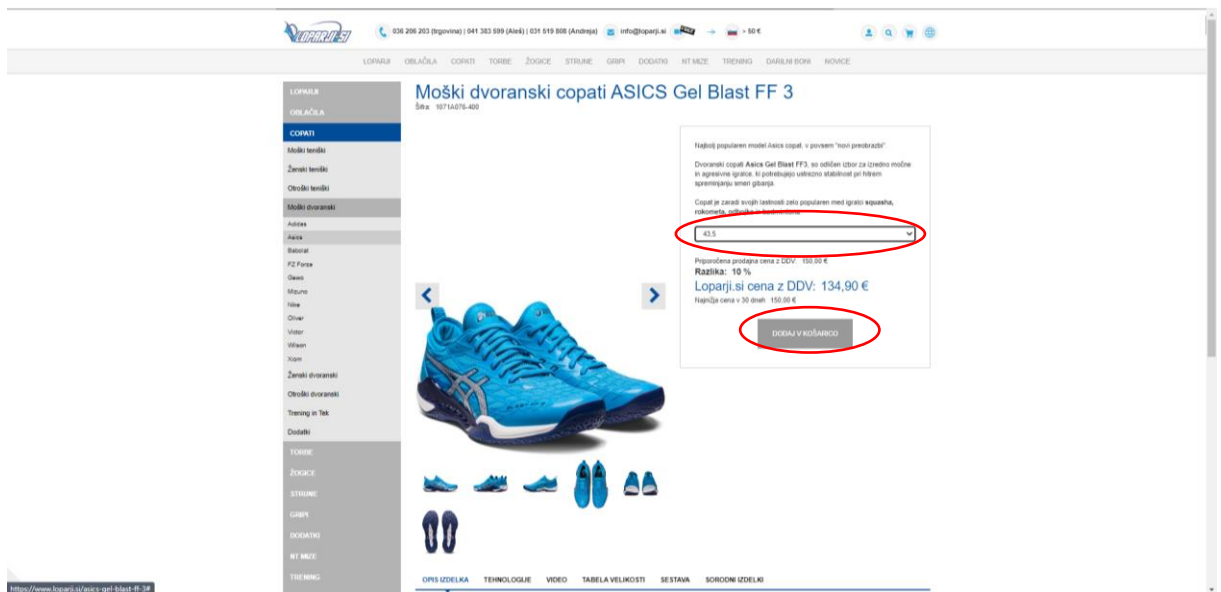 LOPARJI.SI
036 206 203 (trgovina) | 041 383 599 (Aleš) | 031 519 808 (Andreja)
info@loparji.si
> 50 €
LOPARJI OBLAČILA COPATI TORBE ŽOGICE STRUNE GRIPI DODATKI NT MIZE TRENING DARILNI BONI NOVICE
LOPARJI
OBLAČILA
COPATI
Moški teniški
Ženski teniški
Otroški teniški
Moški dvoranski
Adidas
Asics
Babolat
FZ Forza
Gewo
Mizuno
Nike
Oliver
Victor
Wilson
Xiom
Ženski dvoranski
Otroški dvoranski
Trening in Tek
Dodatki
TORBE
ŽOGICE
STRUNE
GRIPI
DODATKI
NT MIZE
TRENING
Moški dvoranski copati ASICS Gel Blast FF 3
Šifra: 1071A076-400
Najbolj popularen model Asics copat, v povsem "novi preobrazbi".
Dvoranski copati Asics Gel Blast FF3, so odličen izbor za izredno močne
in agresivne igralce, ki potrebujejo ustrezno stabilnost pri hitrem
spreminjanju smeri gibanja.
Copat je zaradi svojih lastnosti zelo popularen med igralci squasha,
rokometa, odbojke in badmintona.
43,5
Priporočena prodajna cena z DDV: 150,00 €
Razlika: 10 %
Loparji.si cena z DDV: 134,90 €
Najnižja cena v 30 dneh 150,00 €
DODAJ V KOŠARICO
OPIS IZDELKA TEHNOLOGIJE VIDEO TABELA VELIKOSTI SESTAVA SORODNI IZDELKI
https://www.loparji.si/asics-gel-blast-ff-3#